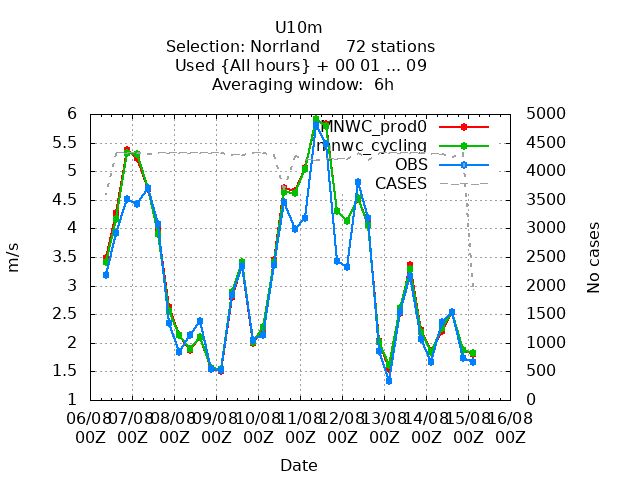 U10m
Selection: Norrland 72 stations
Used {All hours} + 00 01 ... 09
Averaging window: 6h
MNWC_prod0
mnwc_cycling
OBS
CASES
m/s
6
5.5
5
4.5
4
3.5
3
2.5
2
1.5
1
5000
4500
4000
3500
3000
2500
2000
1500
1000
500
0
No cases
06/08 07/08 08/08 09/08 10/08 11/08 12/08 13/08 14/08 15/08 16/08
00Z 00Z 00Z 00Z 00Z 00Z 00Z 00Z 00Z 00Z 00Z
Date